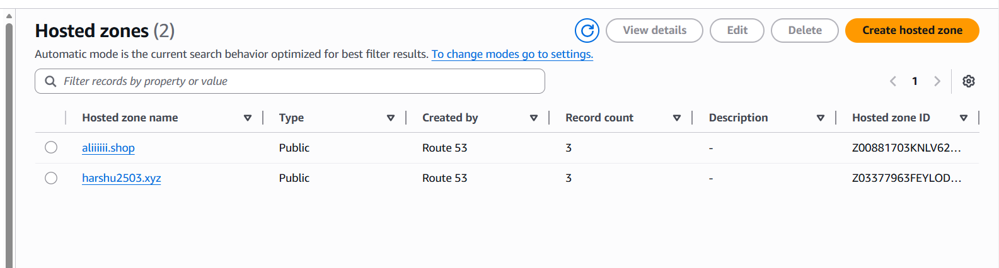 Hosted zones (2)
View details
Edit
Delete
Create hosted zone
Automatic mode is the current search behavior optimized for best filter results. To change modes go to settings.
Filter records by property or value
1
Hosted zone name Type Created by Record count Description Hosted zone ID
aliiiiii.shop Public Route 53 3 - Z00881703KNLV62...
harshu2503.xyz Public Route 53 3 - Z03377963FEYLOD...